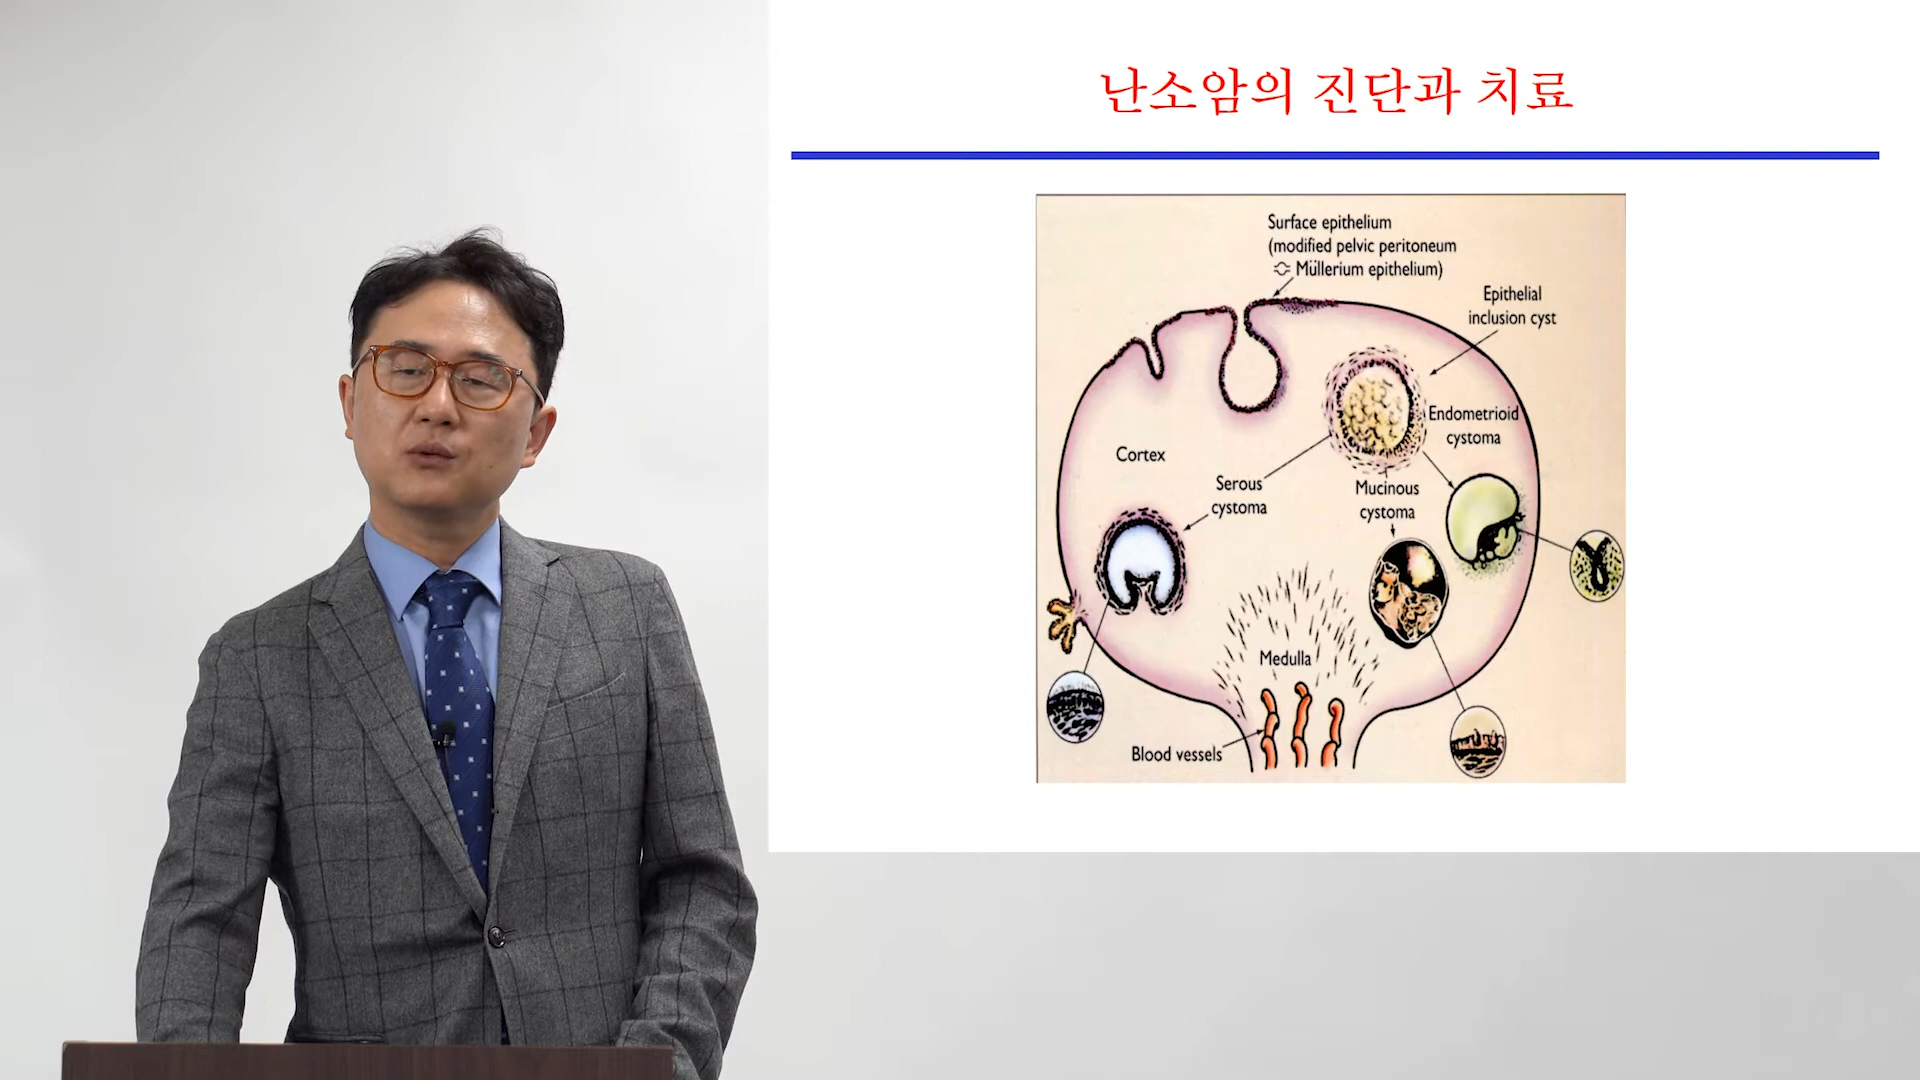 난소암의 진단과 치료
Surface epithelium
(modified pelvic peritoneum
Müllerium epithelium)
Epithelial
inclusion cyst
Endometrioid
cystoma
Cortex
Serous
cystoma
Mucinous
cystoma
Medulla
Blood vessels